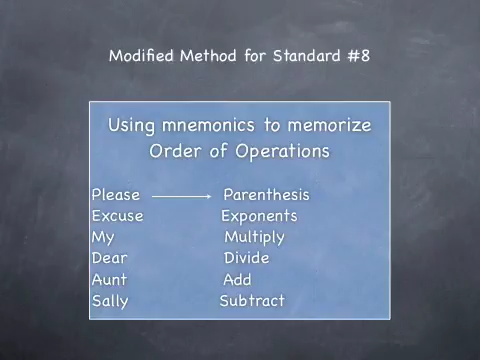 Modified Method for Standard #8
Using mnemonics to memorize
Order of Operations
Please Parenthesis
Excuse Exponents
My Multiply
Dear Divide
Aunt Add
Sally Subtract